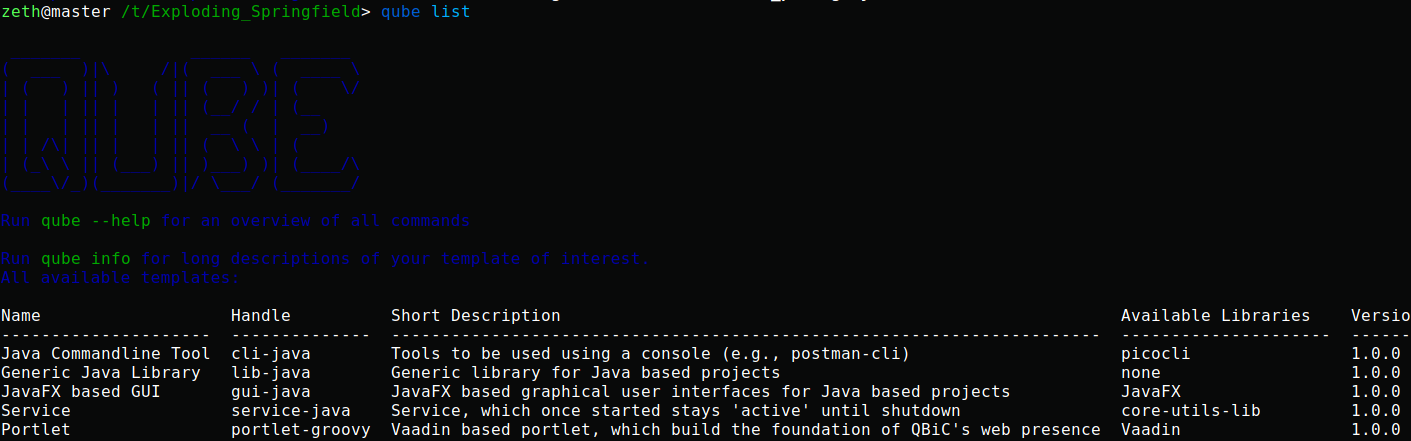 zeth@master /t/Exploding_Springfield> qube list
QUBE
Run qube --help for an overview of all commands
Run qube info for long descriptions of your template of interest.
All available templates:
Name Handle Short Description Available Libraries Versio
--------------------- -------------- ----------------------------------------------------------------------- --------------------- ------
Java Commandline Tool cli-java Tools to be used using a console (e.g., postman-cli) picocli 1.0.0
Generic Java Library lib-java Generic library for Java based projects none 1.0.0
JavaFX based GUI gui-java JavaFX based graphical user interfaces for Java based projects JavaFX 1.0.0
Service service-java Service, which once started stays 'active' until shutdown core-utils-lib 1.0.0
Portlet portlet-groovy Vaadin based portlet, which build the foundation of QBiC's web presence Vaadin 1.0.0